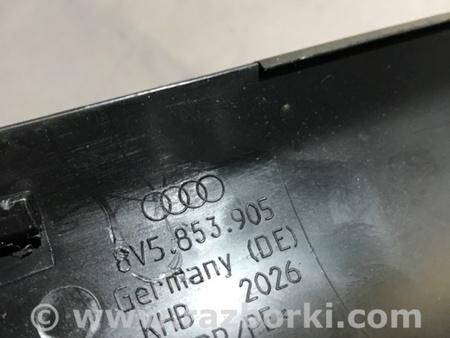 8V5.853.905
Germany (DE)
KHB 2026
www.razborki.com